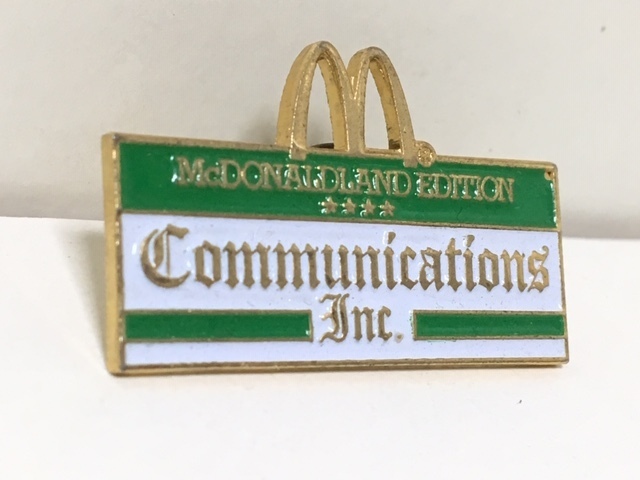 ®
McDONALDLAND EDITION
★★★★
Communications
Inc.